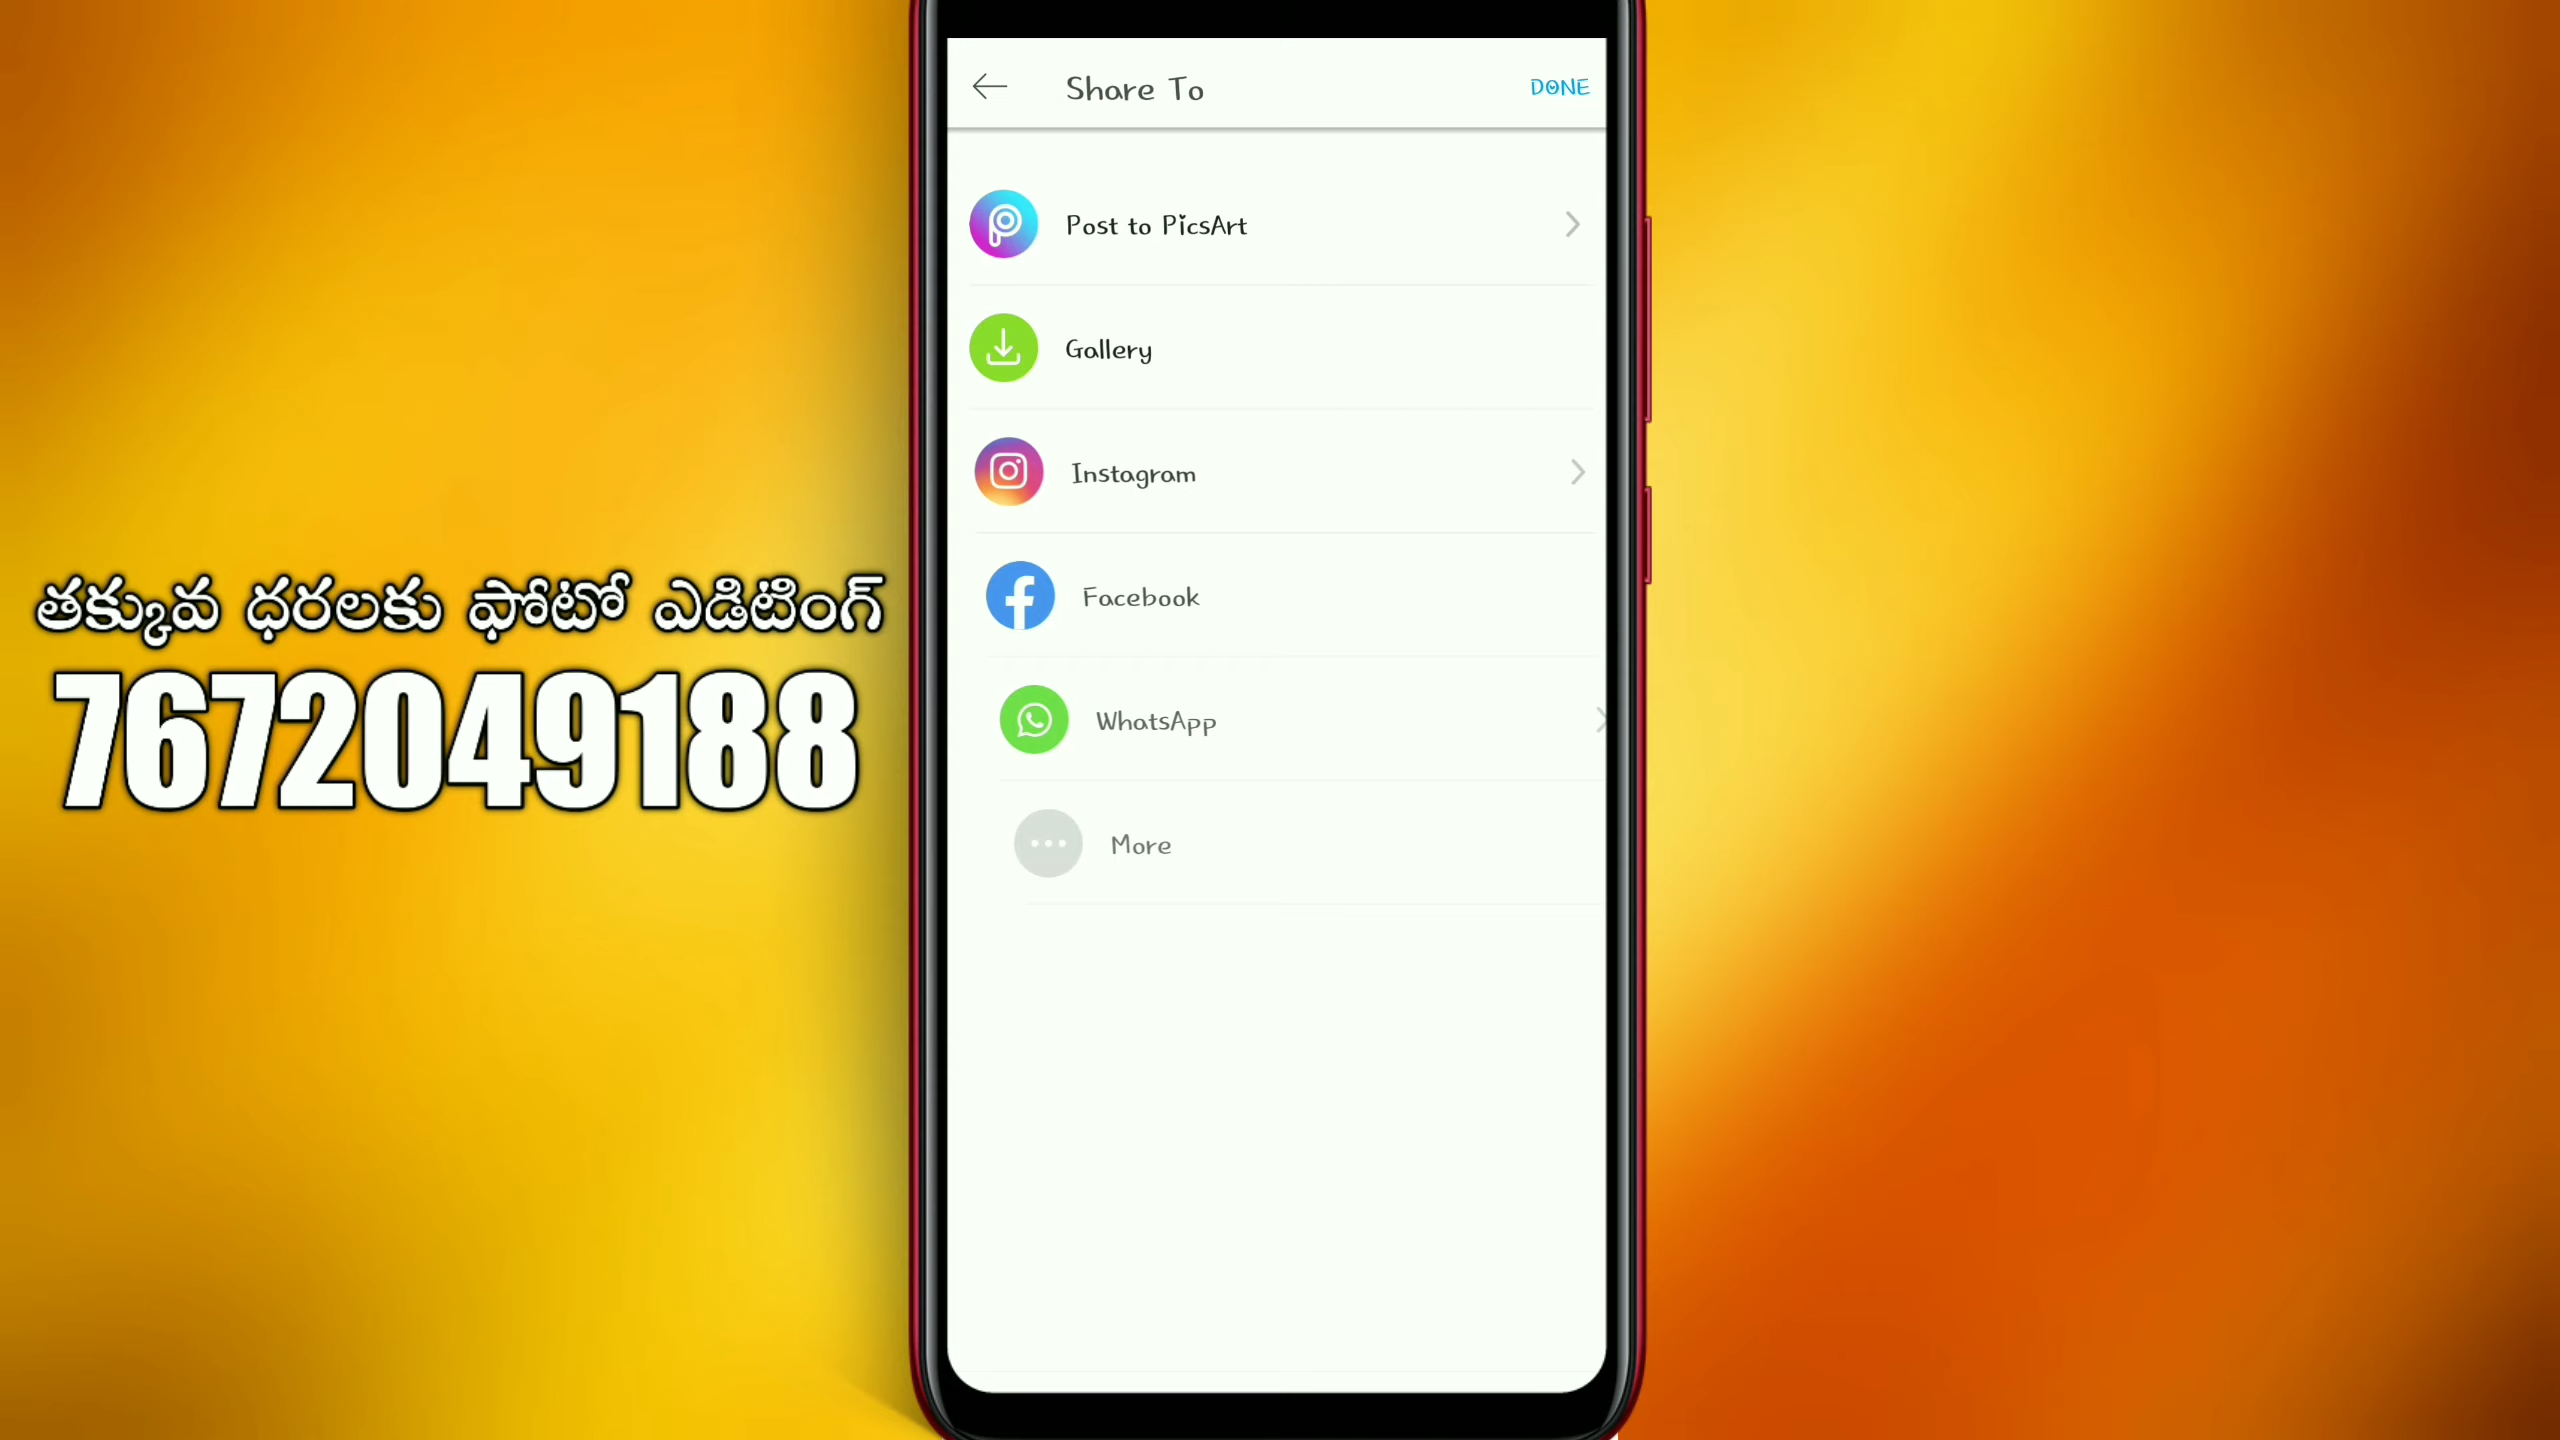 Share To
DONE
Post to PicsArt
Gallery
Instagram
Facebook
WhatsApp
More
తక్కువ ధరలకు ఫోటో ఎడిటింగ్
7672049188